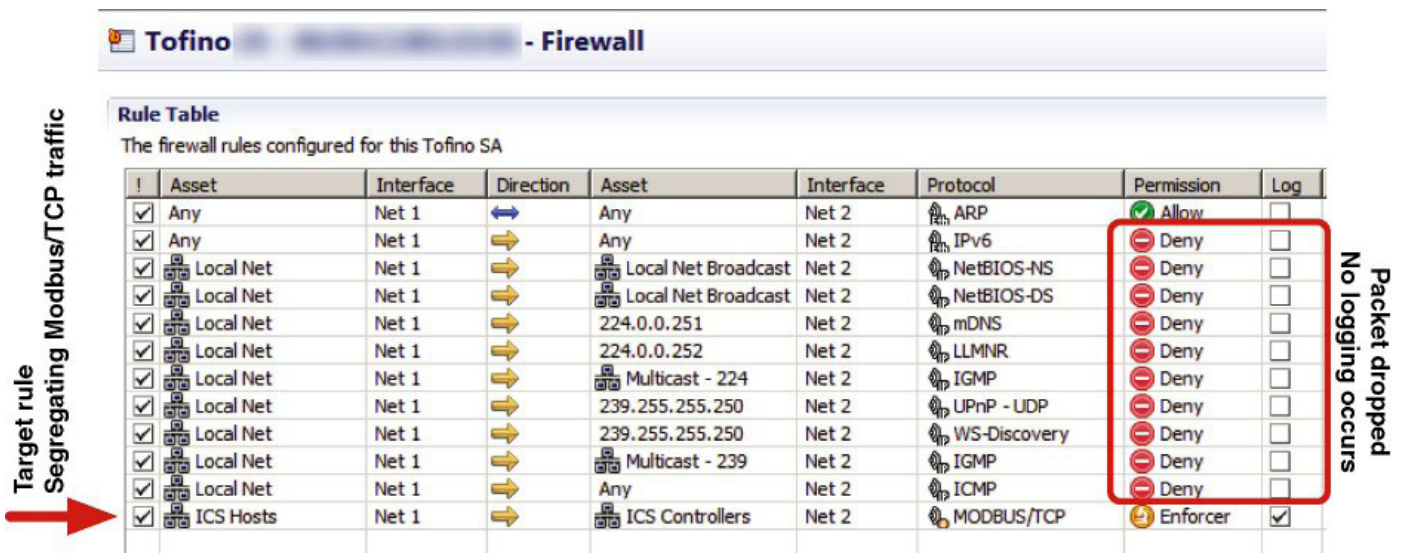 Tofino - Firewall
Rule Table
The firewall rules configured for this Tofino SA
! Asset Interface Direction Asset Interface Protocol Permission Log
Any Net 1 Any Net 2 ARP Allow
Any Net 1 Any Net 2 IPv6 Deny
Local Net Net 1 Local Net Broadcast Net 2 NetBIOS-NS Deny
Local Net Net 1 Local Net Broadcast Net 2 NetBIOS-DS Deny
Local Net Net 1 224.0.0.251 Net 2 mDNS Deny
Local Net Net 1 224.0.0.252 Net 2 LLMNR Deny
Local Net Net 1 Multicast - 224 Net 2 IGMP Deny
Local Net Net 1 239.255.255.250 Net 2 UPnP - UDP Deny
Local Net Net 1 239.255.255.250 Net 2 WS-Discovery Deny
Local Net Net 1 Multicast - 239 Net 2 IGMP Deny
Local Net Net 1 Any Net 2 ICMP Deny
ICS Hosts Net 1 ICS Controllers Net 2 MODBUS/TCP Enforcer
Target rule
Segregating Modbus/TCP traffic
Packet dropped
No logging occurs